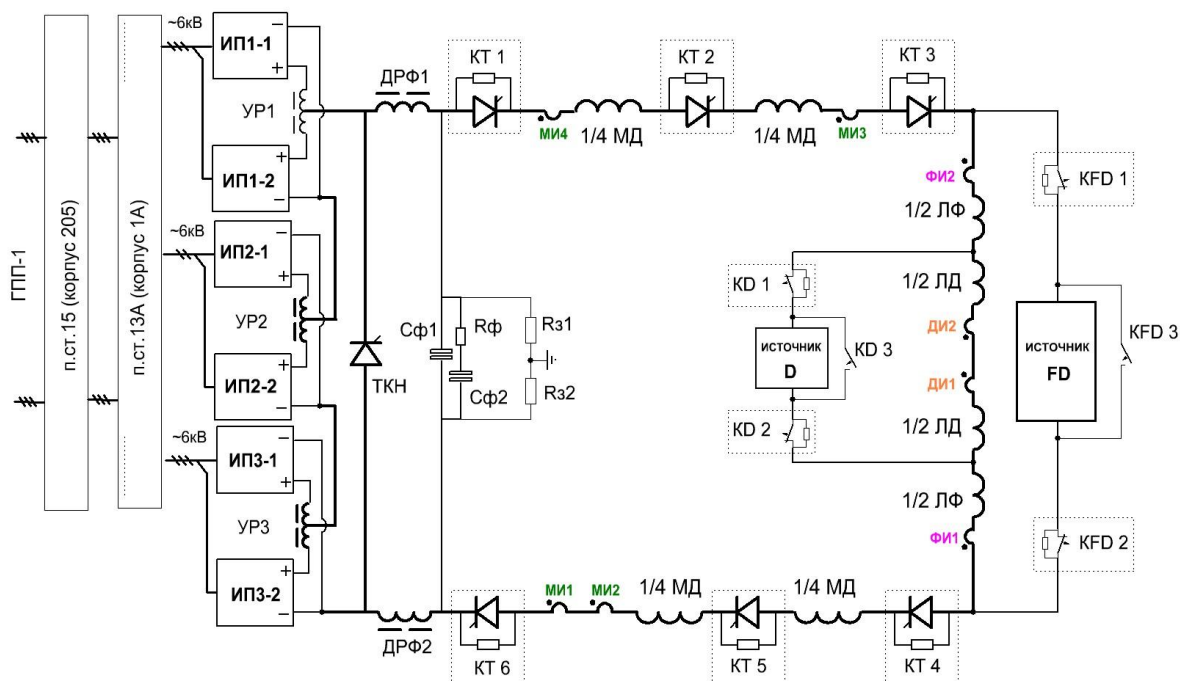 ГПП-1
п.ст.15 (корпус 205)
п.ст. 13А (корпус 1А)
~6кВ
ИП1-1
−
+
УР1
+
ИП1-2
−
~6кВ
ИП2-1
−
+
УР2
+
ИП2-2
−
~6кВ
ИП3-1
−
+
УР3
+
ИП3-2
−
ТКН
ДРФ1
ДРФ2
Сф1
Rф
Сф2
Rз1
Rз2
КТ 1
МИ4
1/4 МД
КТ 2
1/4 МД
МИ3
КТ 3
ФИ2
1/2 ЛФ
1/2 ЛД
ДИ2
ДИ1
1/2 ЛД
1/2 ЛФ
ФИ1
KD 1
источник
D
KD 3
KD 2
KFD 1
источник
FD
KFD 3
KFD 2
КТ 6
МИ1
МИ2
1/4 МД
КТ 5
1/4 МД
КТ 4